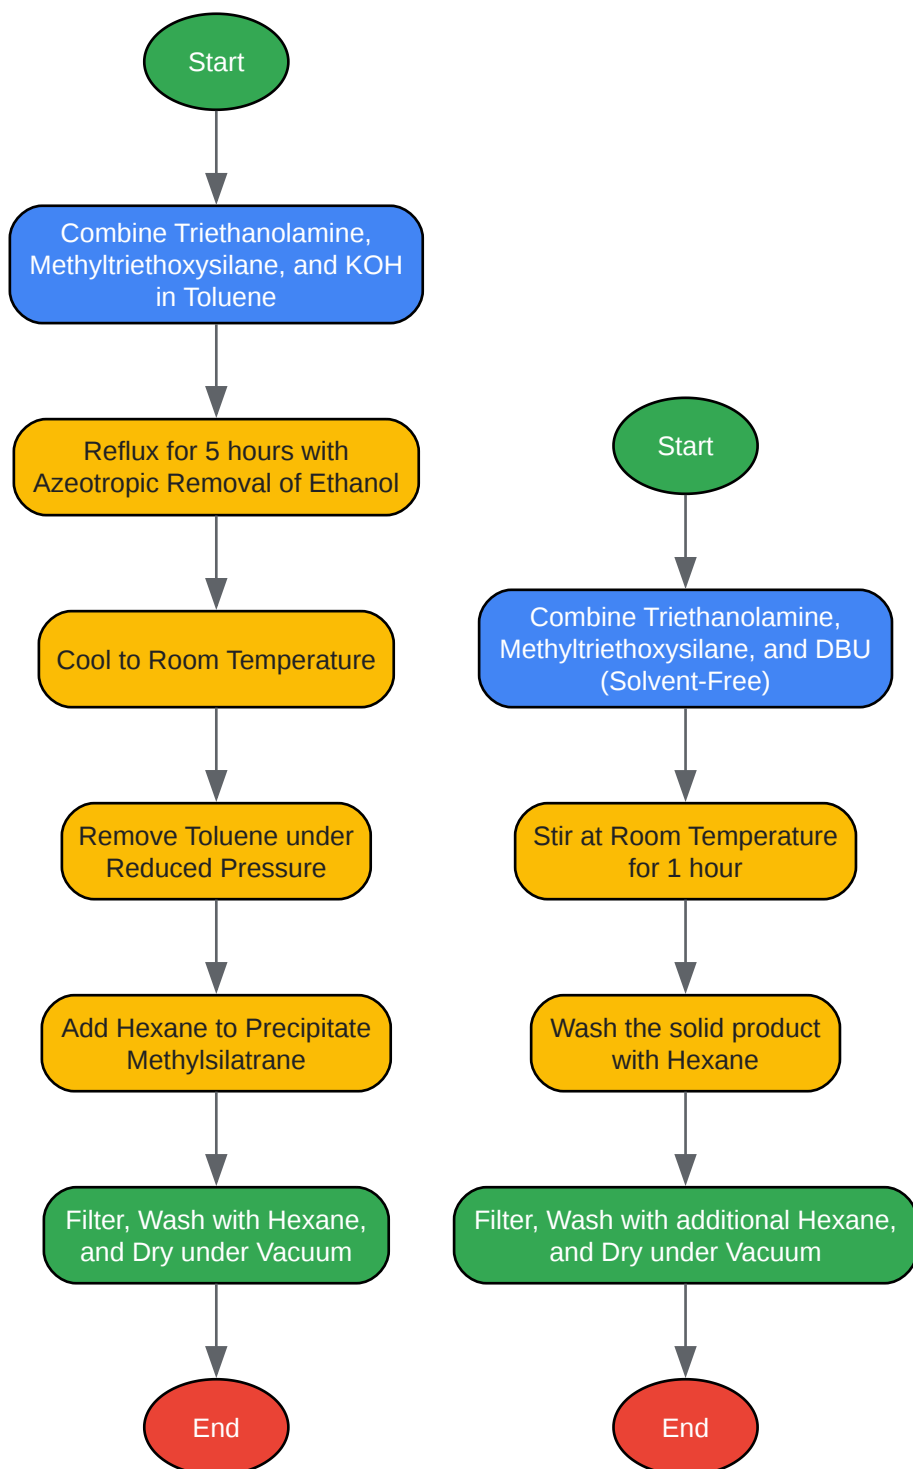 Start
Combine Triethanolamine,
Methyltriethoxysilane, and KOH
in Toluene
Reflux for 5 hours with
Azeotropic Removal of Ethanol
Cool to Room Temperature
Remove Toluene under
Reduced Pressure
Add Hexane to Precipitate
Methylsilatrane
Filter, Wash with Hexane,
and Dry under Vacuum
End
Start
Combine Triethanolamine,
Methyltriethoxysilane, and DBU
(Solvent-Free)
Stir at Room Temperature
for 1 hour
Wash the solid product
with Hexane
Filter, Wash with additional Hexane,
and Dry under Vacuum
End